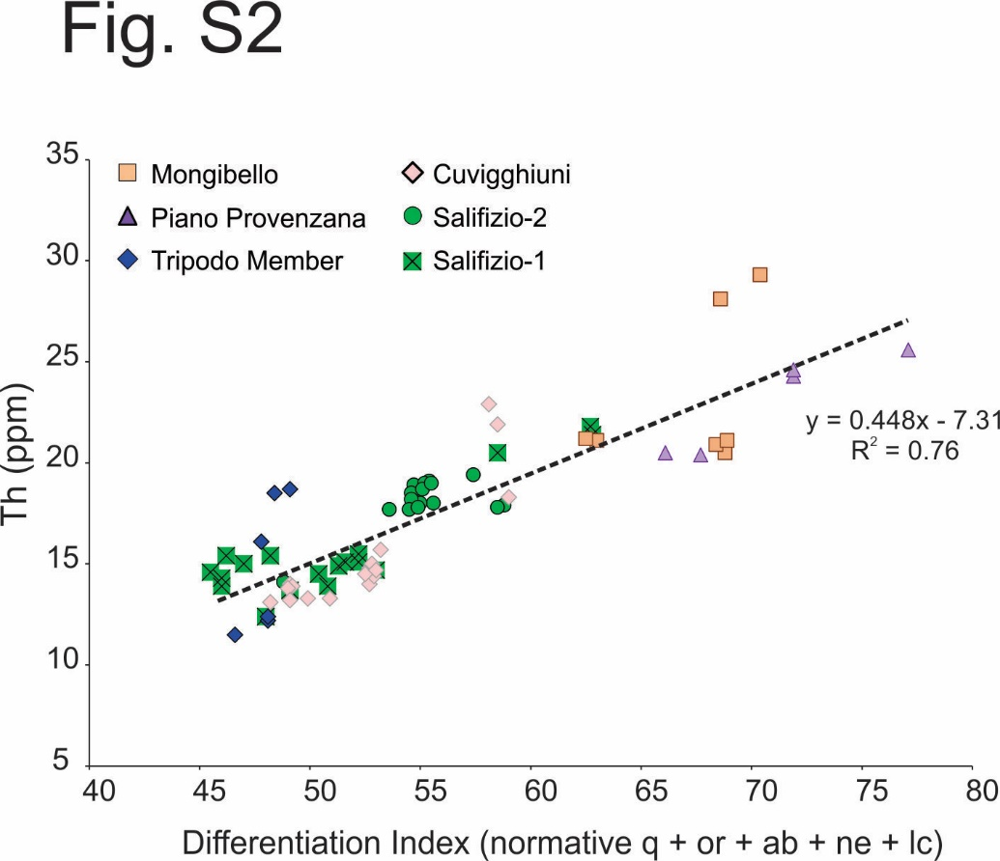 Fig. S2
35
30
25
20
15
10
5
Th (ppm)
Mongibello
Piano Provenzana
Tripodo Member
Cuvigghiuni
Salifizio-2
Salifizio-1
y = 0.448x - 7.31
R² = 0.76
40 45 50 55 60 65 70 75 80
Differentiation Index (normative q + or + ab + ne + lc)